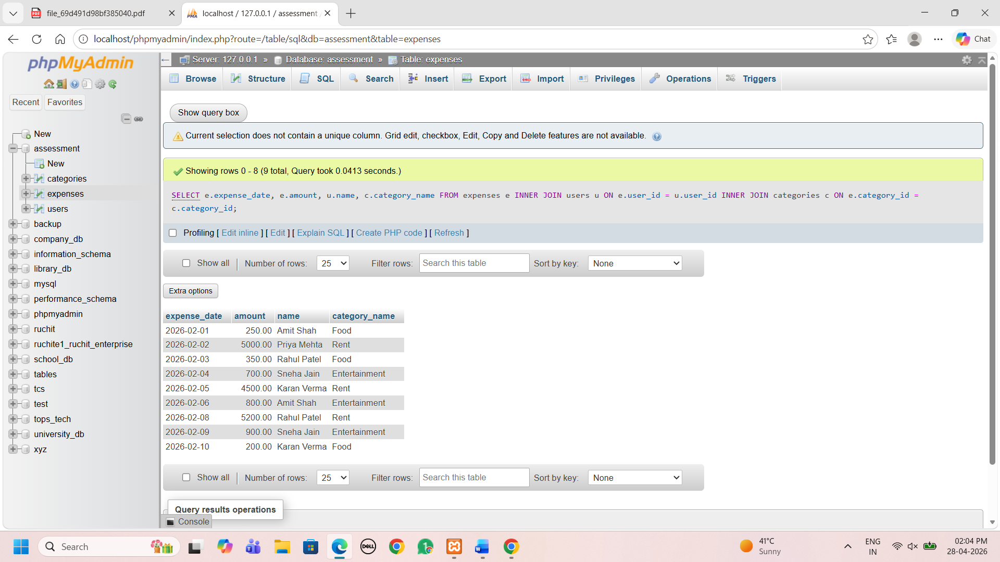 file_69d491d98bf385040.pdf
localhost / 127.0.0.1 / assessment
localhost/phpmyadmin/index.php?route=/table/sql&db=assessment&table=expenses
Chat
phpMyAdmin
Recent
Favorites
New
assessment
New
categories
expenses
users
backup
company_db
information_schema
library_db
mysql
performance_schema
phpmyadmin
ruchit
ruchite1_ruchit_enterprise
school_db
tables
tcs
test
tops_tech
university_db
xyz
Server: 127.0.0.1 » Database: assessment » Table: expenses
Browse Structure SQL Search Insert Export Import Privileges Operations Triggers
Show query box
Current selection does not contain a unique column. Grid edit, checkbox, Edit, Copy and Delete features are not available.
Showing rows 0 - 8 (9 total, Query took 0.0413 seconds.)
SELECT e.expense_date, e.amount, u.name, c.category_name FROM expenses e INNER JOIN users u ON e.user_id = u.user_id INNER JOIN categories c ON e.category_id =
c.category_id;
Profiling [ Edit inline ] [ Edit ] [ Explain SQL ] [ Create PHP code ] [ Refresh ]
Show all | Number of rows: 25 Filter rows: Search this table Sort by key: None
Extra options
expense_date amount name category_name
2026-02-01 250.00 Amit Shah Food
2026-02-02 5000.00 Priya Mehta Rent
2026-02-03 350.00 Rahul Patel Food
2026-02-04 700.00 Sneha Jain Entertainment
2026-02-05 4500.00 Karan Verma Rent
2026-02-06 800.00 Amit Shah Entertainment
2026-02-08 5200.00 Rahul Patel Rent
2026-02-09 900.00 Sneha Jain Entertainment
2026-02-10 200.00 Karan Verma Food
Show all | Number of rows: 25 Filter rows: Search this table Sort by key: None
Query results operations
Console
Search
DELL
41°C
Sunny
ENG
IN
02:04 PM
28-04-2026